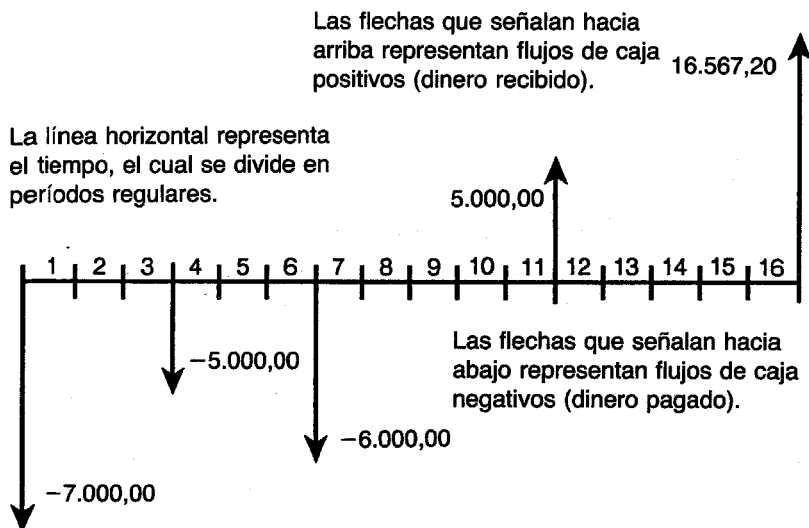 Las flechas que señalan hacia
arriba representan flujos de caja
positivos (dinero recibido).
16.567,20
La línea horizontal representa
el tiempo, el cual se divide en
períodos regulares.
5.000,00
1 2 3 4 5 6 7 8 9 10 11 12 13 14 15 16
−5.000,00
Las flechas que señalan hacia
abajo representan flujos de caja
negativos (dinero pagado).
−6.000,00
−7.000,00